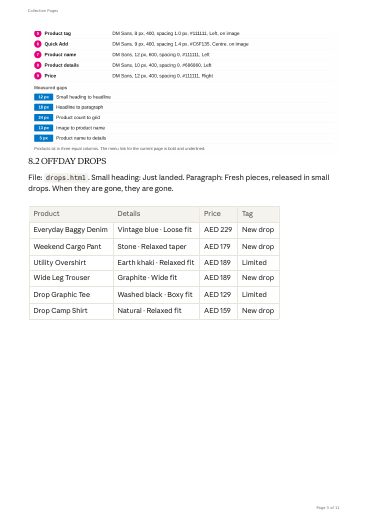 Collection Pages
5 Product tag DM Sans, 8 px, 400, spacing 1.0 px, #111111, Left, on image
6 Quick Add DM Sans, 9 px, 400, spacing 1.4 px, #C6F135, Centre, on image
7 Product name DM Sans, 12 px, 600, spacing 0, #111111, Left
8 Product details DM Sans, 10 px, 400, spacing 0, #666660, Left
9 Price DM Sans, 12 px, 400, spacing 0, #111111, Right
Measured gaps
12 px Small heading to headline
18 px Headline to paragraph
24 px Product count to grid
13 px Image to product name
5 px Product name to details
Products sit in three equal columns. The menu link for the current page is bold and underlined.
8.2 OFFDAY DROPS
File: drops.html. Small heading: Just landed. Paragraph: Fresh pieces, released in small
drops. When they are gone, they are gone.
Product Details Price Tag
Everyday Baggy Denim Vintage blue · Loose fit AED 229 New drop
Weekend Cargo Pant Stone · Relaxed taper AED 179 New drop
Utility Overshirt Earth khaki · Relaxed fit AED 189 Limited
Wide Leg Trouser Graphite · Wide fit AED 189 New drop
Drop Graphic Tee Washed black · Boxy fit AED 129 Limited
Drop Camp Shirt Natural · Relaxed fit AED 159 New drop